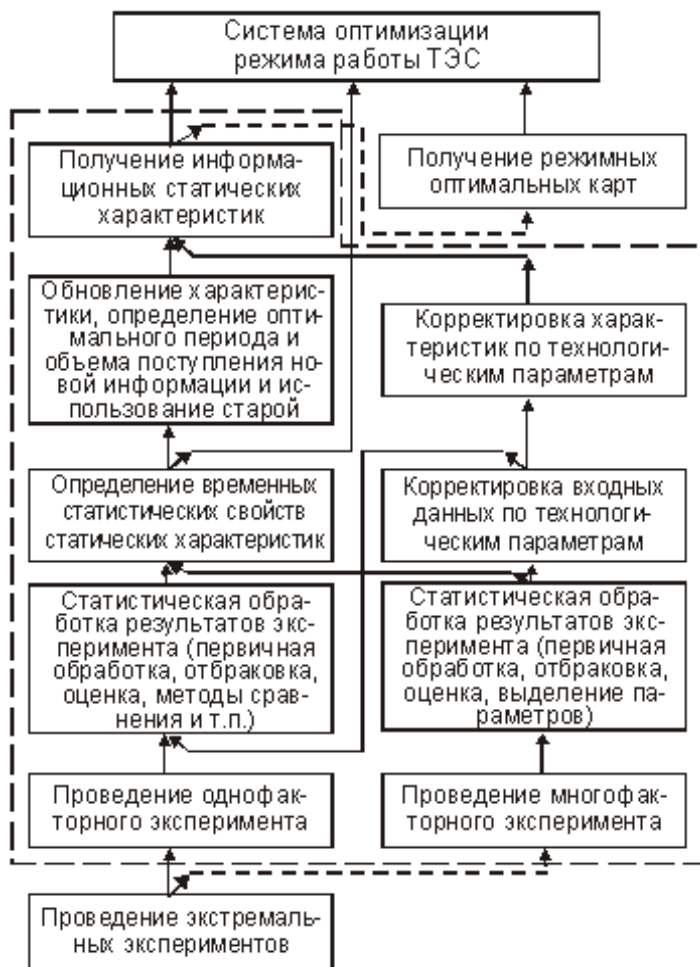 Система оптимизации
режима работы ТЭС
Получение информа-
ционных статических
характеристик
Получение режимных
оптимальных карт
Обновление характерис-
тики, определение опти-
мального периода и
объема поступления но-
вой информации и ис-
пользование старой
Корректировка харак-
теристик по технологи-
ческим параметрам
Определение временных
статистических свойств
статических характеристик
Корректировка входных
данных по технологи-
ческим параметрам
Статистическая обра-
ботка результатов экс-
перимента (первичная
обработка, отбраковка,
оценка, методы срав-
нения и т.п.)
Статистическая обра-
ботка результатов экс-
перимента (первичная
обработка, отбраковка,
оценка, выделение па-
раметров)
Проведение однофак-
торного эксперимента
Проведение многофак-
торного эксперимента
Проведение экстремаль-
ных экспериментов